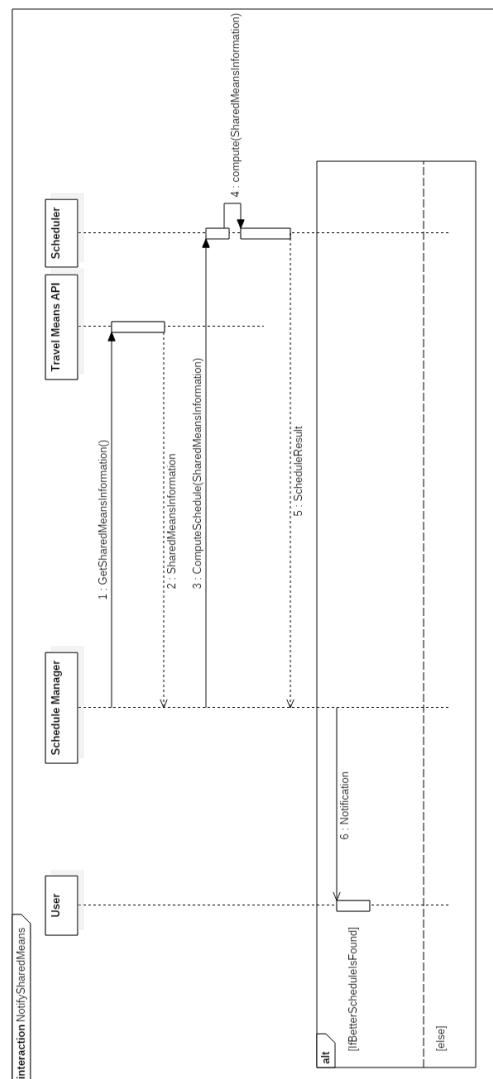 interaction NotifySharedMeans
User
Schedule Manager
Travel Means API
Scheduler
1 : GetSharedMeansInformation()
2 : SharedMeansInformation
3 : ComputeSchedule(SharedMeansInformation)
4 : compute(SharedMeansInformation)
5 : ScheduleResult
alt
[IfBetterScheduleIsFound]
6 : Notification
[else]